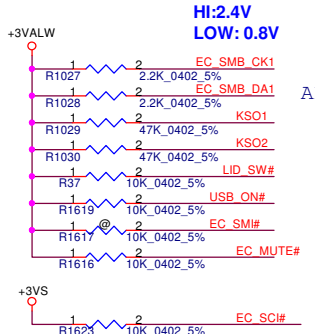 HI:2.4V
+3VALW LOW: 0.8V
1 2 EC_SMB_CK1
R1027 2.2K_0402_5%
1 2 EC_SMB_DA1 A
R1028 2.2K_0402_5%
1 2 KSO1
R1029 47K_0402_5%
1 2 KSO2
R1030 47K_0402_5%
1 2 LID_SW#
R37 10K_0402_5%
1 2 USB_ON#
R1619 10K_0402_5%
1 @ 2 EC_SMI#
R1617 10K_0402_5%
1 2 EC_MUTE#
R1616 10K_0402_5%
+3VS
1 2 EC_SCI#
R1623 10K_0402_5%